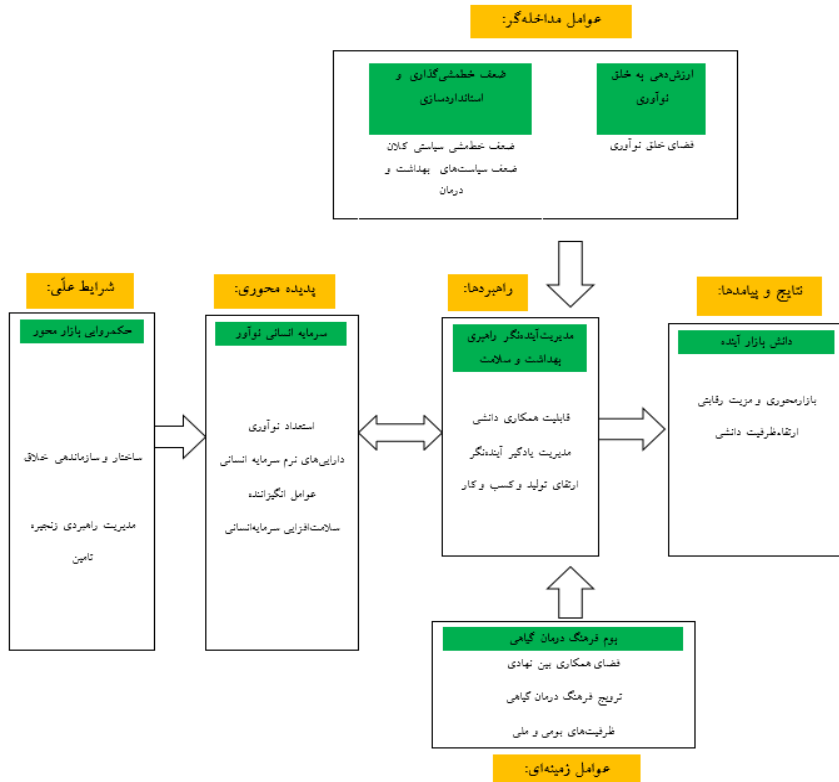 عوامل مداخله‌گر:
ارزش‌دهی به خلق
نوآوری
فضای خلق نوآوری
ضعف خط‌مشی‌گذاری و
استانداردسازی
ضعف خط‌مشی سیاستی کلان
ضعف سیاست‌های بهداشت و
درمان
شرایط علّی:
حکمروایی بازار محور
ساختار و سازماندهی خلاق
مدیریت راهبردی زنجیره
تامین
پدیده محوری:
سرمایه انسانی نوآور
استعداد نوآوری
دارایی‌های نرم سرمایه انسانی
عوامل انگیزاننده
سلامت‌افزایی سرمایه‌انسانی
راهبردها:
مدیریت‌آینده‌نگر راهبری
بهداشت و سلامت
قابلیت همکاری دانشی
مدیریت یادگیر آینده‌نگر
ارتقای تولید و کسب و کار
نتایج و پیامدها:
دانش بازار آینده
بازارمحوری و مزیت رقابتی
ارتقاءظرفیت دانشی
بوم فرهنگ درمان گیاهی
فضای همکاری بین نهادی
ترویج فرهنگ درمان گیاهی
ظرفیت‌های بومی و ملی
عوامل زمینه‌ای: